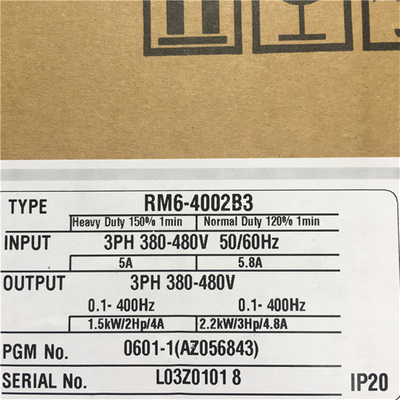 TYPE RM6-4002B3
Heavy Duty 150% 1min Normal Duty 120% 1min
INPUT 3PH 380-480V 50/60Hz
5A 5.8A
OUTPUT 3PH 380-480V
0.1- 400Hz 0.1- 400Hz
1.5kW/2Hp/4A 2.2kW/3Hp/4.8A
PGM No. 0601-1(AZ056843)
SERIAL No. L03Z0101 8 IP20